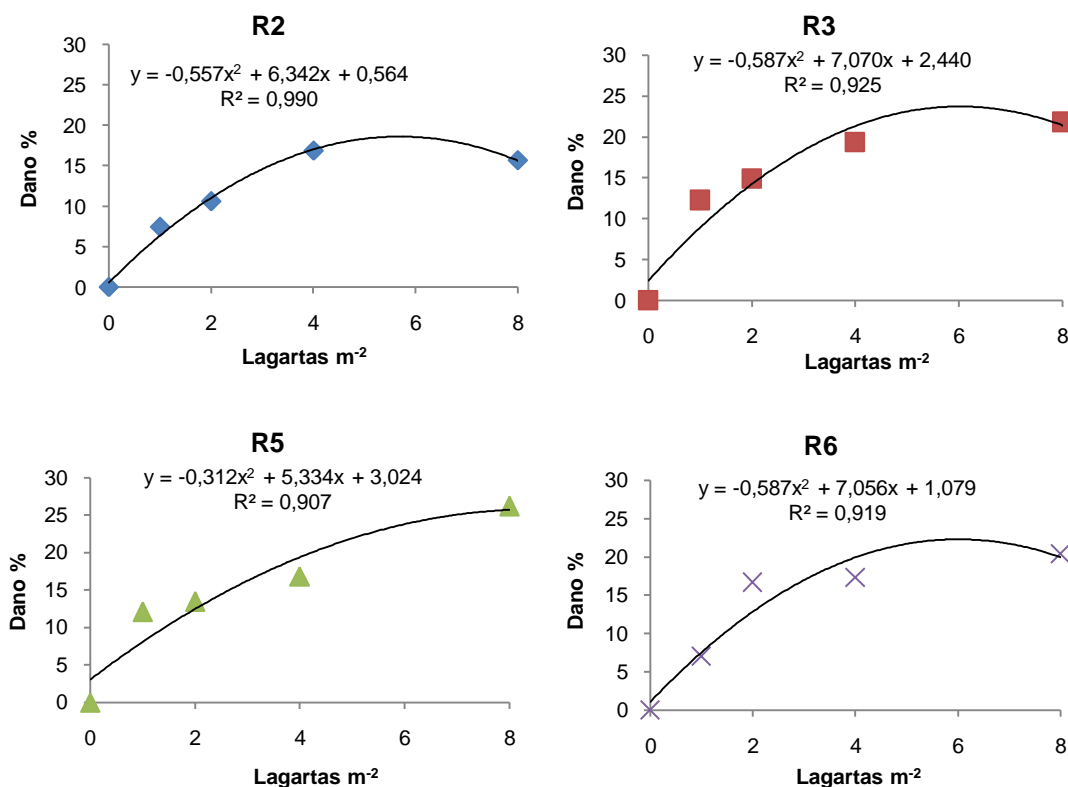 R2
y = -0,557x² + 6,342x + 0,564
R² = 0,990
Dano %
30
25
20
15
10
5
0
0 2 4 6 8
Lagartas m⁻²
R3
y = -0,587x² + 7,070x + 2,440
R² = 0,925
Dano %
30
25
20
15
10
5
0
0 2 4 6 8
Lagartas m⁻²
R5
y = -0,312x² + 5,334x + 3,024
R² = 0,907
Dano %
30
25
20
15
10
5
0
0 2 4 6 8
Lagartas m⁻²
R6
y = -0,587x² + 7,056x + 1,079
R² = 0,919
Dano %
30
25
20
15
10
5
0
0 2 4 6 8
Lagartas m⁻²